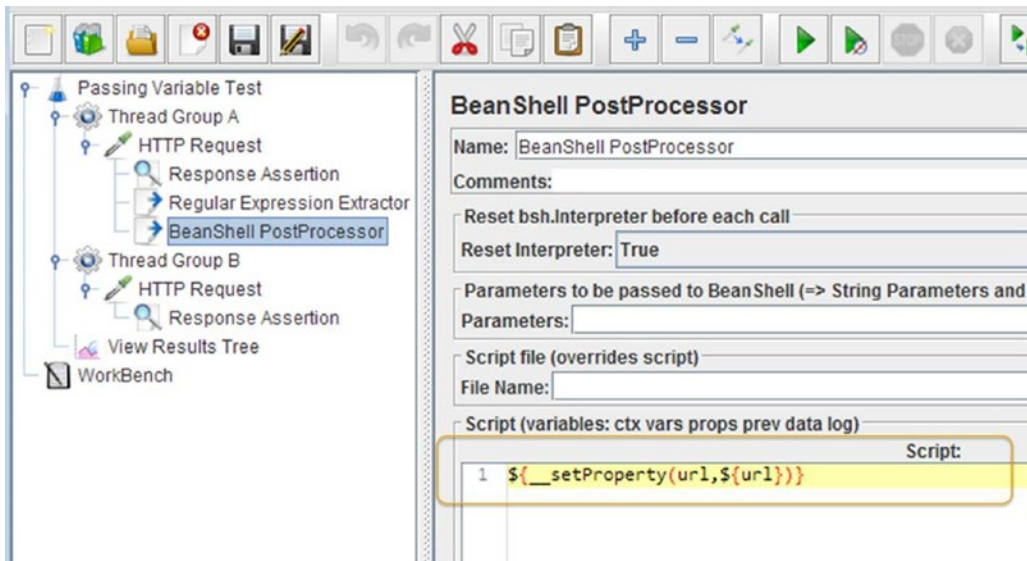 STOP
Passing Variable Test
Thread Group A
HTTP Request
Response Assertion
Regular Expression Extractor
BeanShell PostProcessor
Thread Group B
HTTP Request
Response Assertion
View Results Tree
WorkBench
BeanShell PostProcessor
Name: BeanShell PostProcessor
Comments:
Reset bsh.Interpreter before each call
Reset Interpreter: True
Parameters to be passed to BeanShell (=> String Parameters and
Parameters:
Script file (overrides script)
File Name:
Script (variables: ctx vars props prev data log)
Script:
1 ${__setProperty(url,${url})}